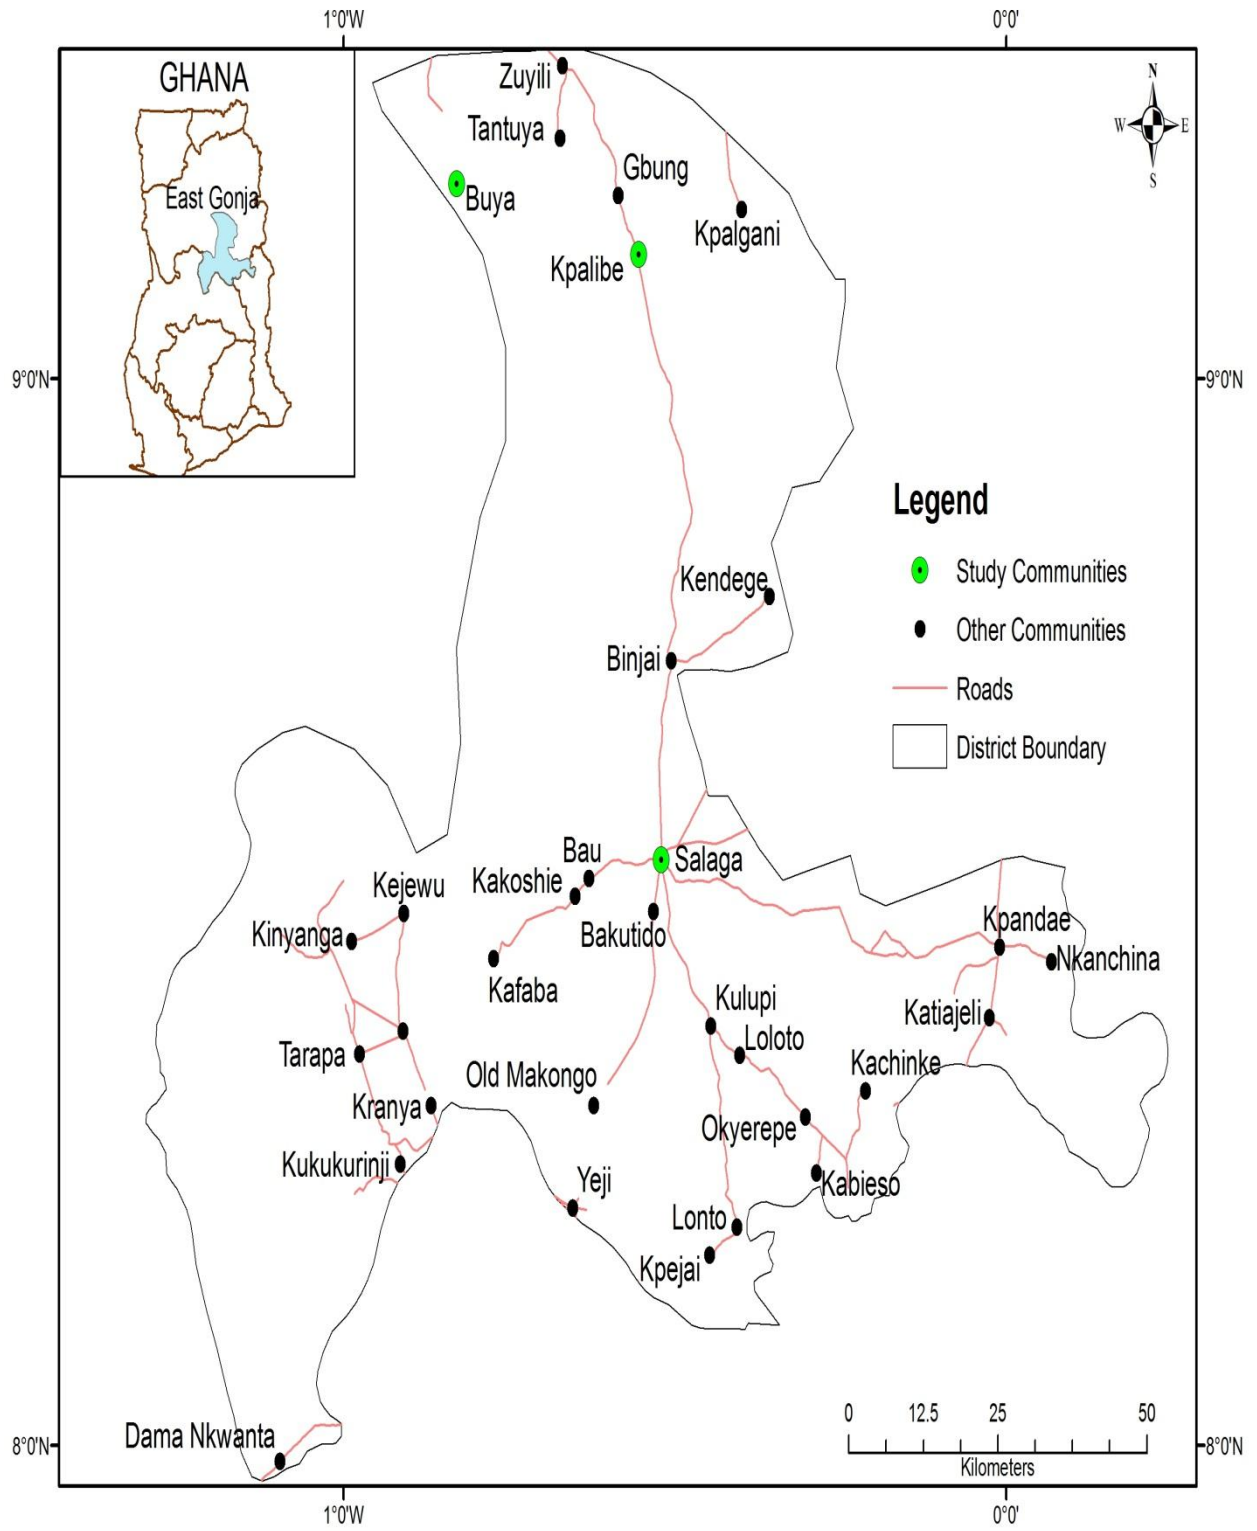 1°0'W
0°0'
GHANA
East Gonja
N
W
E
S
Zuyili
Tantuya
Gbung
Buya
Kpalgani
Kpalibe
9°0'N
9°0'N
Legend
Study Communities
Other Communities
Roads
District Boundary
Kendege
Binjai
Bau
Salaga
Kakoshie
Kejewu
Kinyanga
Bakutido
Kpandae
Nkanchina
Kafaba
Kulupi
Katiajeli
Loloto
Tarapa
Kachinke
Old Makongo
Kranya
Okyerepe
Kukukurinji
Yeji
Kabieso
Lonto
Kpejai
Dama Nkwanta
0
12.5
25
50
Kilometers
8°0'N
8°0'N
1°0'W
0°0'